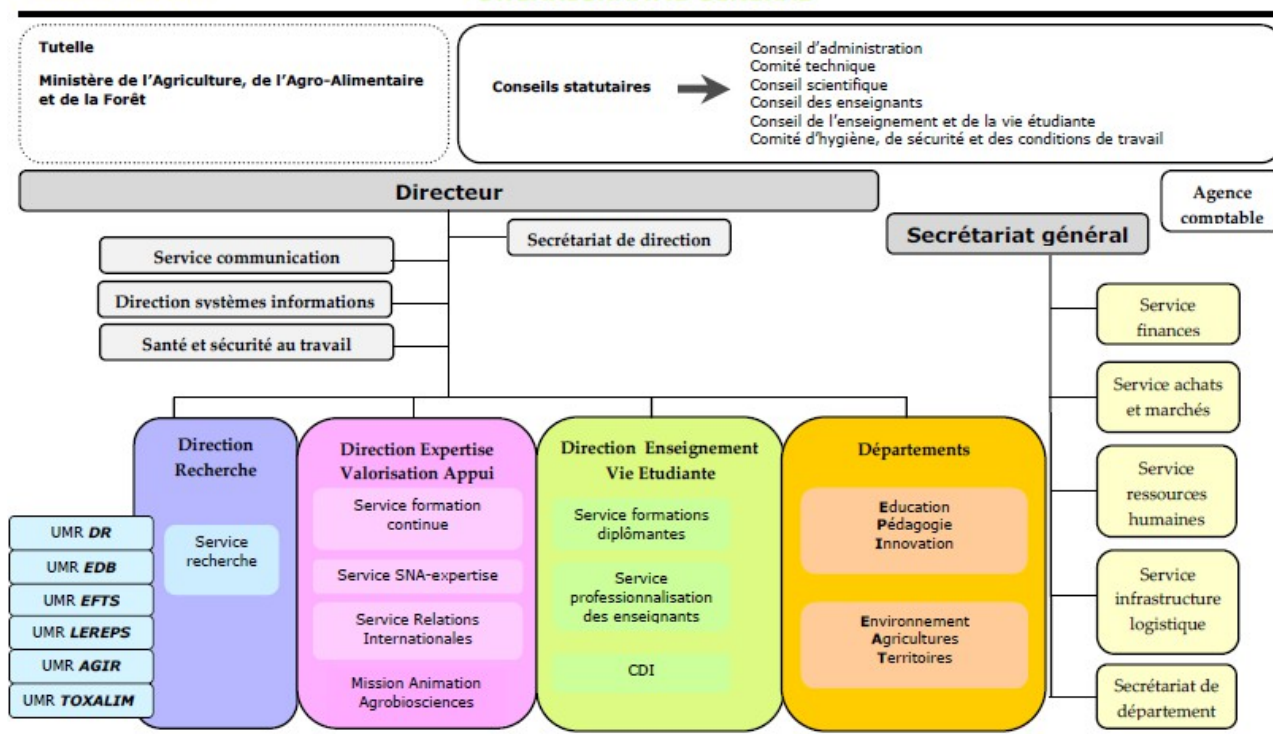 Tutelle
Ministère de l'Agriculture, de l'Agro-Alimentaire
et de la Forêt
Conseils statutaires
Conseil d'administration
Comité technique
Conseil scientifique
Conseil des enseignants
Conseil de l'enseignement et de la vie étudiante
Comité d'hygiène, de sécurité et des conditions de travail
Directeur
Agence
comptable
Secrétariat général
Secrétariat de direction
Service communication
Direction systèmes informations
Santé et sécurité au travail
Direction
Recherche
Service
recherche
UMR DR
UMR EDB
UMR EFTS
UMR LEREPS
UMR AGIR
UMR TOXALIM
Direction Expertise
Valorisation Appui
Service formation
continue
Service SNA-expertise
Service Relations
Internationales
Mission Animation
Agrobiosciences
Direction Enseignement
Vie Etudiante
Service formations
diplômantes
Service
professionnalisation
des enseignants
CDI
Départements
Education
Pédagogie
Innovation
Environnement
Agricultures
Territoires
Service
finances
Service achats
et marchés
Service
ressources
humaines
Service
infrastructure
logistique
Secrétariat de
département